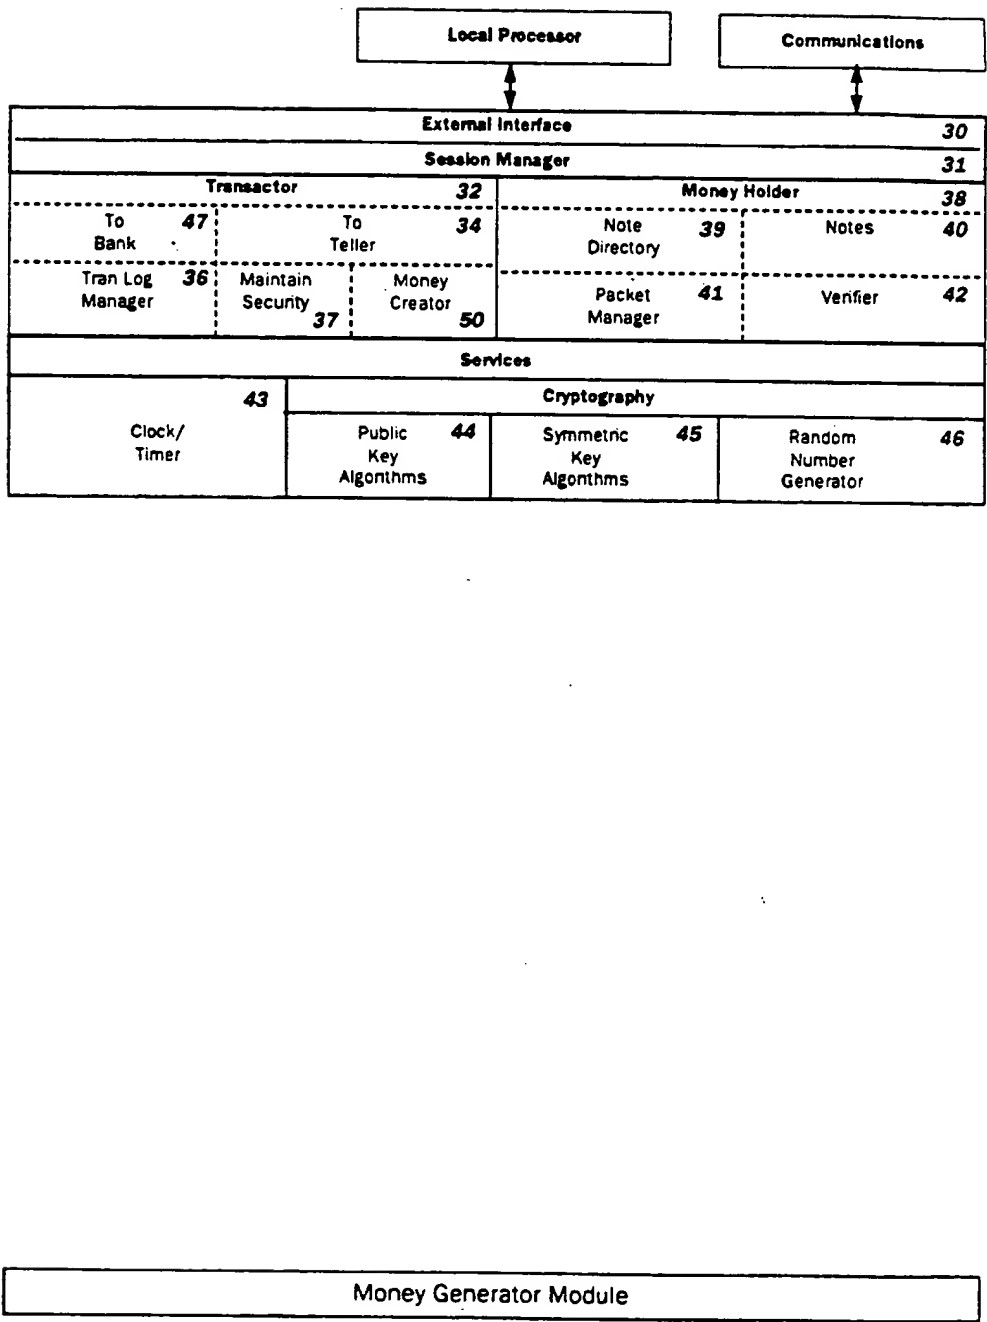 Local Processor
Communications
External Interface 30
Session Manager 31
Transactor 32
Money Holder 38
To Bank 47
To Teller 34
Note Directory 39
Notes 40
Tran Log Manager 36
Maintain Security 37
Money Creator 50
Packet Manager 41
Verifier 42
Services
43
Clock/
Timer
Cryptography
Public 44
Key
Algorithms
Symmetric 45
Key
Algorithms
Random 46
Number
Generator
Money Generator Module